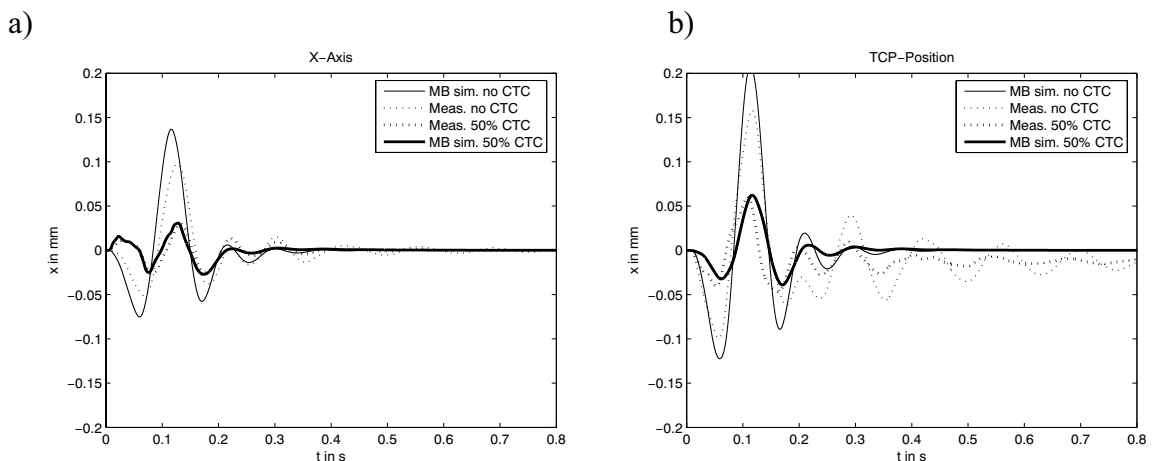 a)
X-Axis
0.2
0.15
0.1
0.05
0
-0.05
-0.1
-0.15
-0.2
x in mm
MB sim. no CTC
Meas. no CTC
Meas. 50% CTC
MB sim. 50% CTC
0 0.1 0.2 0.3 0.4 0.5 0.6 0.7 0.8
t in s
b)
TCP-Position
0.2
0.15
0.1
0.05
0
-0.05
-0.1
-0.15
-0.2
x in mm
MB sim. no CTC
Meas. no CTC
Meas. 50% CTC
MB sim. 50% CTC
0 0.1 0.2 0.3 0.4 0.5 0.6 0.7 0.8
t in s